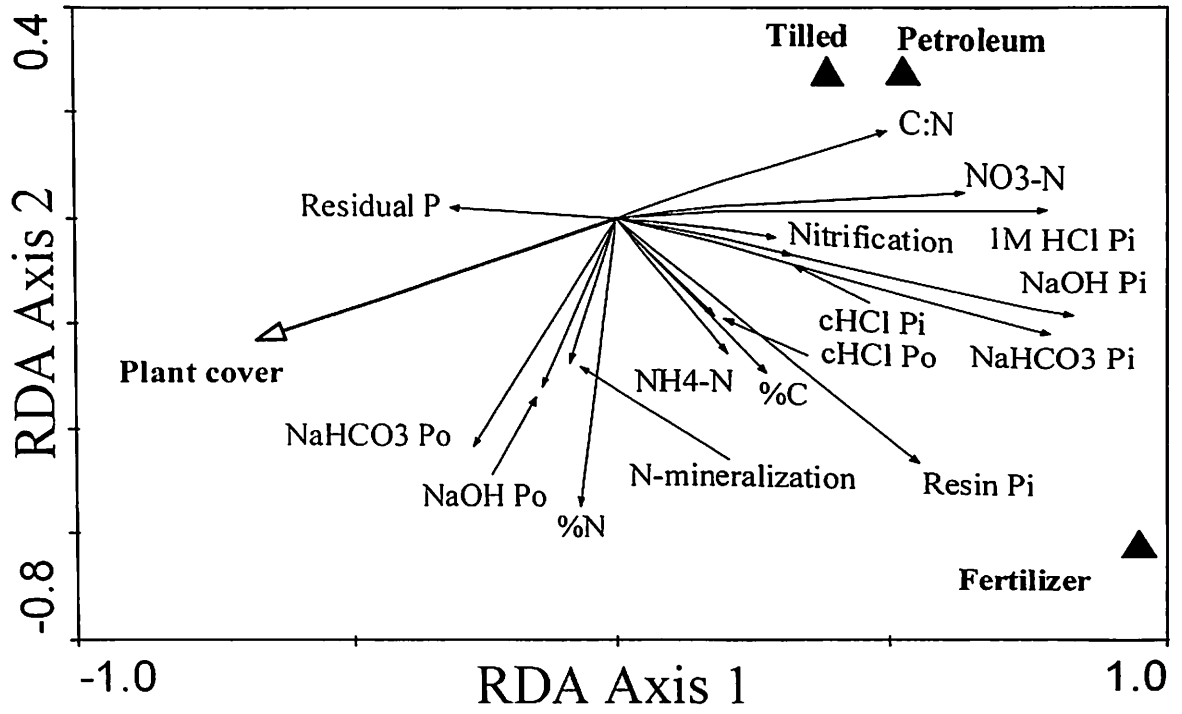 0.4
Tilled Petroleum
C:N
NO3-N
Residual P
Nitrification 1M HCl Pi
NaOH Pi
cHCl Pi
cHCl Po NaHCO3 Pi
Plant cover
NH4-N %C
NaHCO3 Po
N-mineralization Resin Pi
NaOH Po
%N
Fertilizer
RDA Axis 2
-0.8
-1.0 RDA Axis 1 1.0